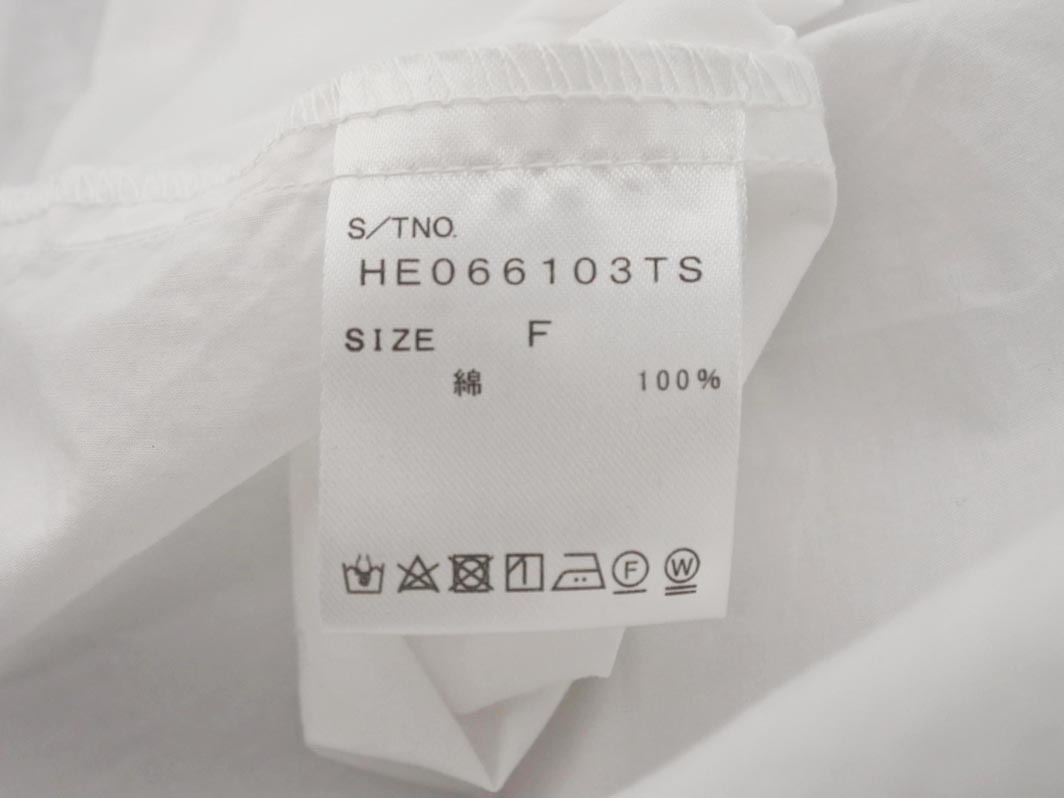 S/TNO.
HE066103TS
SIZE F
綿 100%
F W